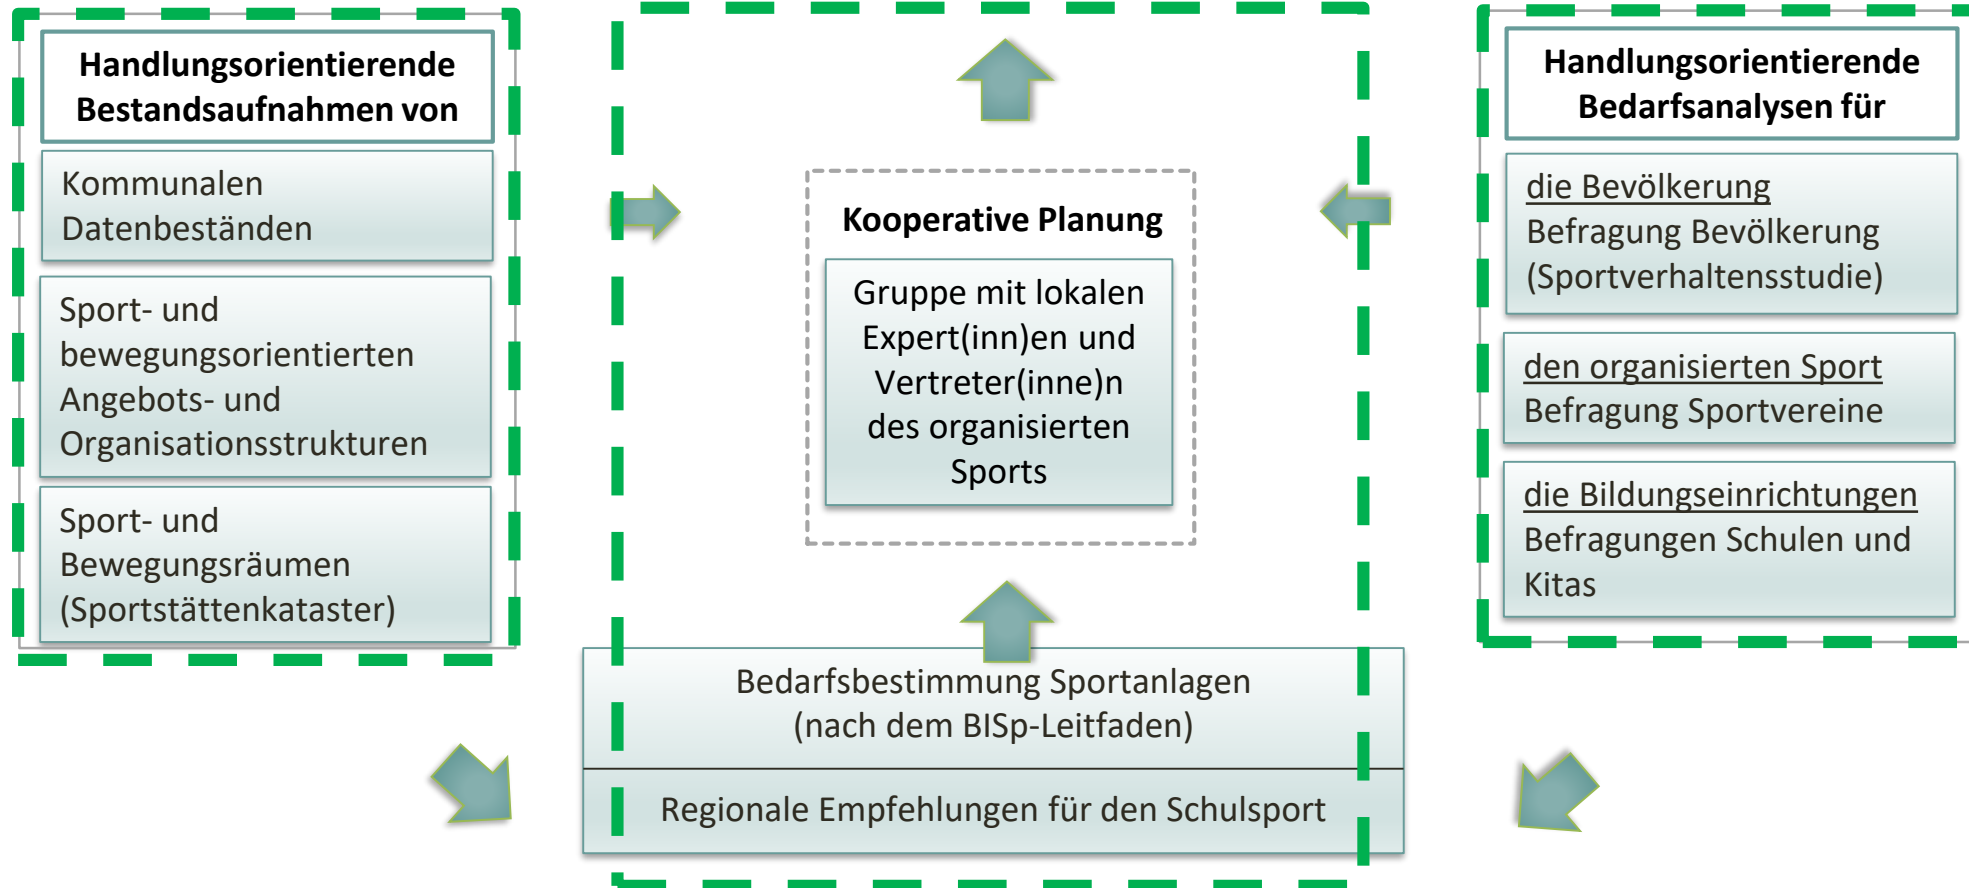 Handlungsorientierende
Bestandsaufnahmen von
Kommunalen
Datenbeständen
Sport- und
bewegungsorientierten
Angebots- und
Organisationsstrukturen
Sport- und
Bewegungsräumen
(Sportstättenkataster)
Kooperative Planung
Gruppe mit lokalen
Expert(inn)en und
Vertreter(inne)n
des organisierten
Sports
Bedarfsbestimmung Sportanlagen
(nach dem BISp-Leitfaden)
Regionale Empfehlungen für den Schulsport
Handlungsorientierende
Bedarfsanalysen für
die Bevölkerung
Befragung Bevölkerung
(Sportverhaltensstudie)
den organisierten Sport
Befragung Sportvereine
die Bildungseinrichtungen
Befragungen Schulen und
Kitas